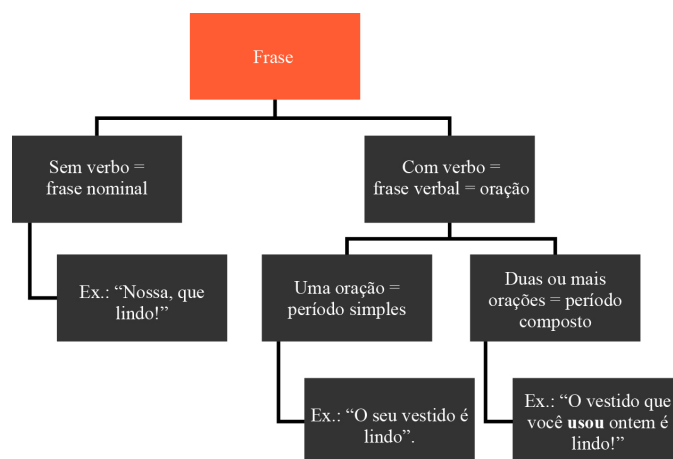 Frase
Sem verbo =
frase nominal
Com verbo =
frase verbal = oração
Ex.: “Nossa, que
lindo!”
Uma oração =
período simples
Duas ou mais
orações = período
composto
Ex.: “O seu vestido é
lindo”.
Ex.: “O vestido que
você usou ontem é
lindo!”